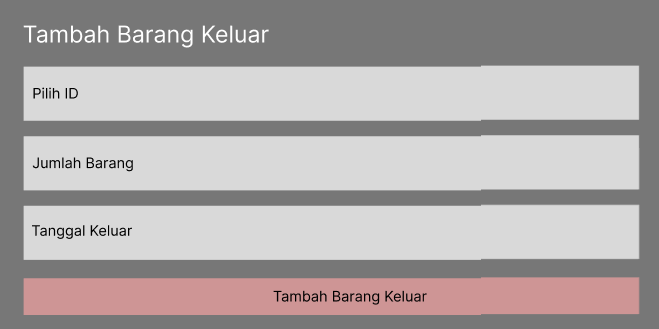 Tambah Barang Keluar
Pilih ID
Jumlah Barang
Tanggal Keluar
Tambah Barang Keluar